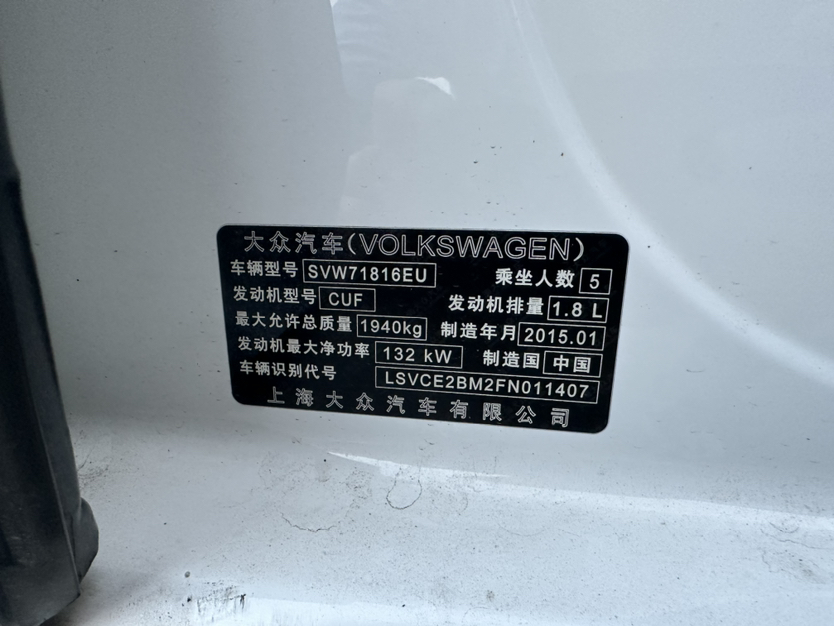 大众汽车(VOLKSWAGEN)
车辆型号 SVW71816EU 乘坐人数 5
发动机型号 CUF 发动机排量 1.8 L
最大允许总质量 1940kg 制造年月 2015.01
发动机最大净功率 132 kW 制造国 中国
车辆识别代号 LSVCE2BM2FN011407
上海大众汽车有限公司